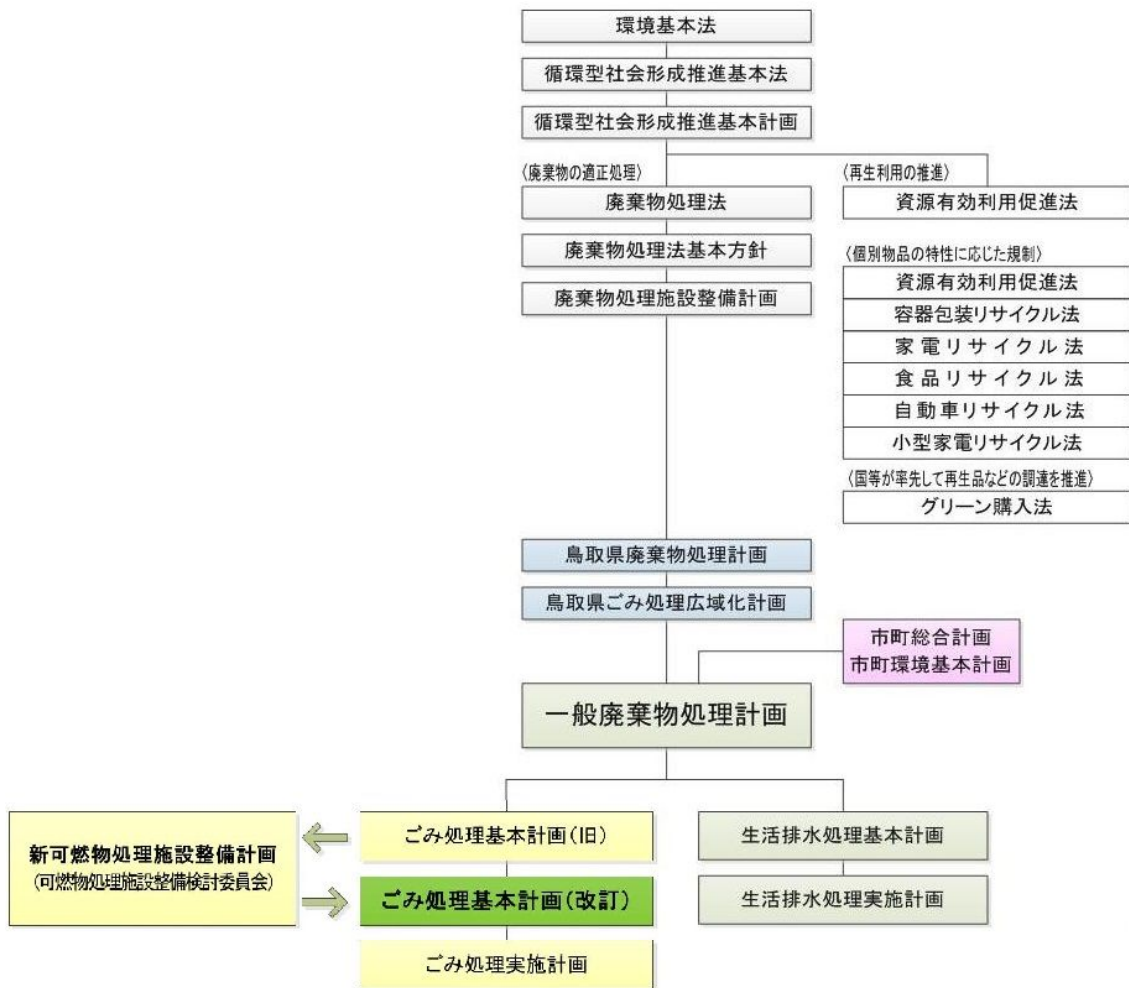 環境基本法
循環型社会形成推進基本法
循環型社会形成推進基本計画
〈廃棄物の適正処理〉
廃棄物処理法
廃棄物処理法基本方針
廃棄物処理施設整備計画
〈再生利用の推進〉
資源有効利用促進法
〈個別物品の特性に応じた規制〉
資源有効利用促進法
容器包装リサイクル法
家電リサイクル法
食品リサイクル法
自動車リサイクル法
小型家電リサイクル法
〈国等が率先して再生品などの調達を推進〉
グリーン購入法
鳥取県廃棄物処理計画
鳥取県ごみ処理広域化計画
市町総合計画
市町環境基本計画
一般廃棄物処理計画
新可燃物処理施設整備計画
(可燃物処理施設整備検討委員会)
ごみ処理基本計画(旧)
ごみ処理基本計画(改訂)
ごみ処理実施計画
生活排水処理基本計画
生活排水処理実施計画